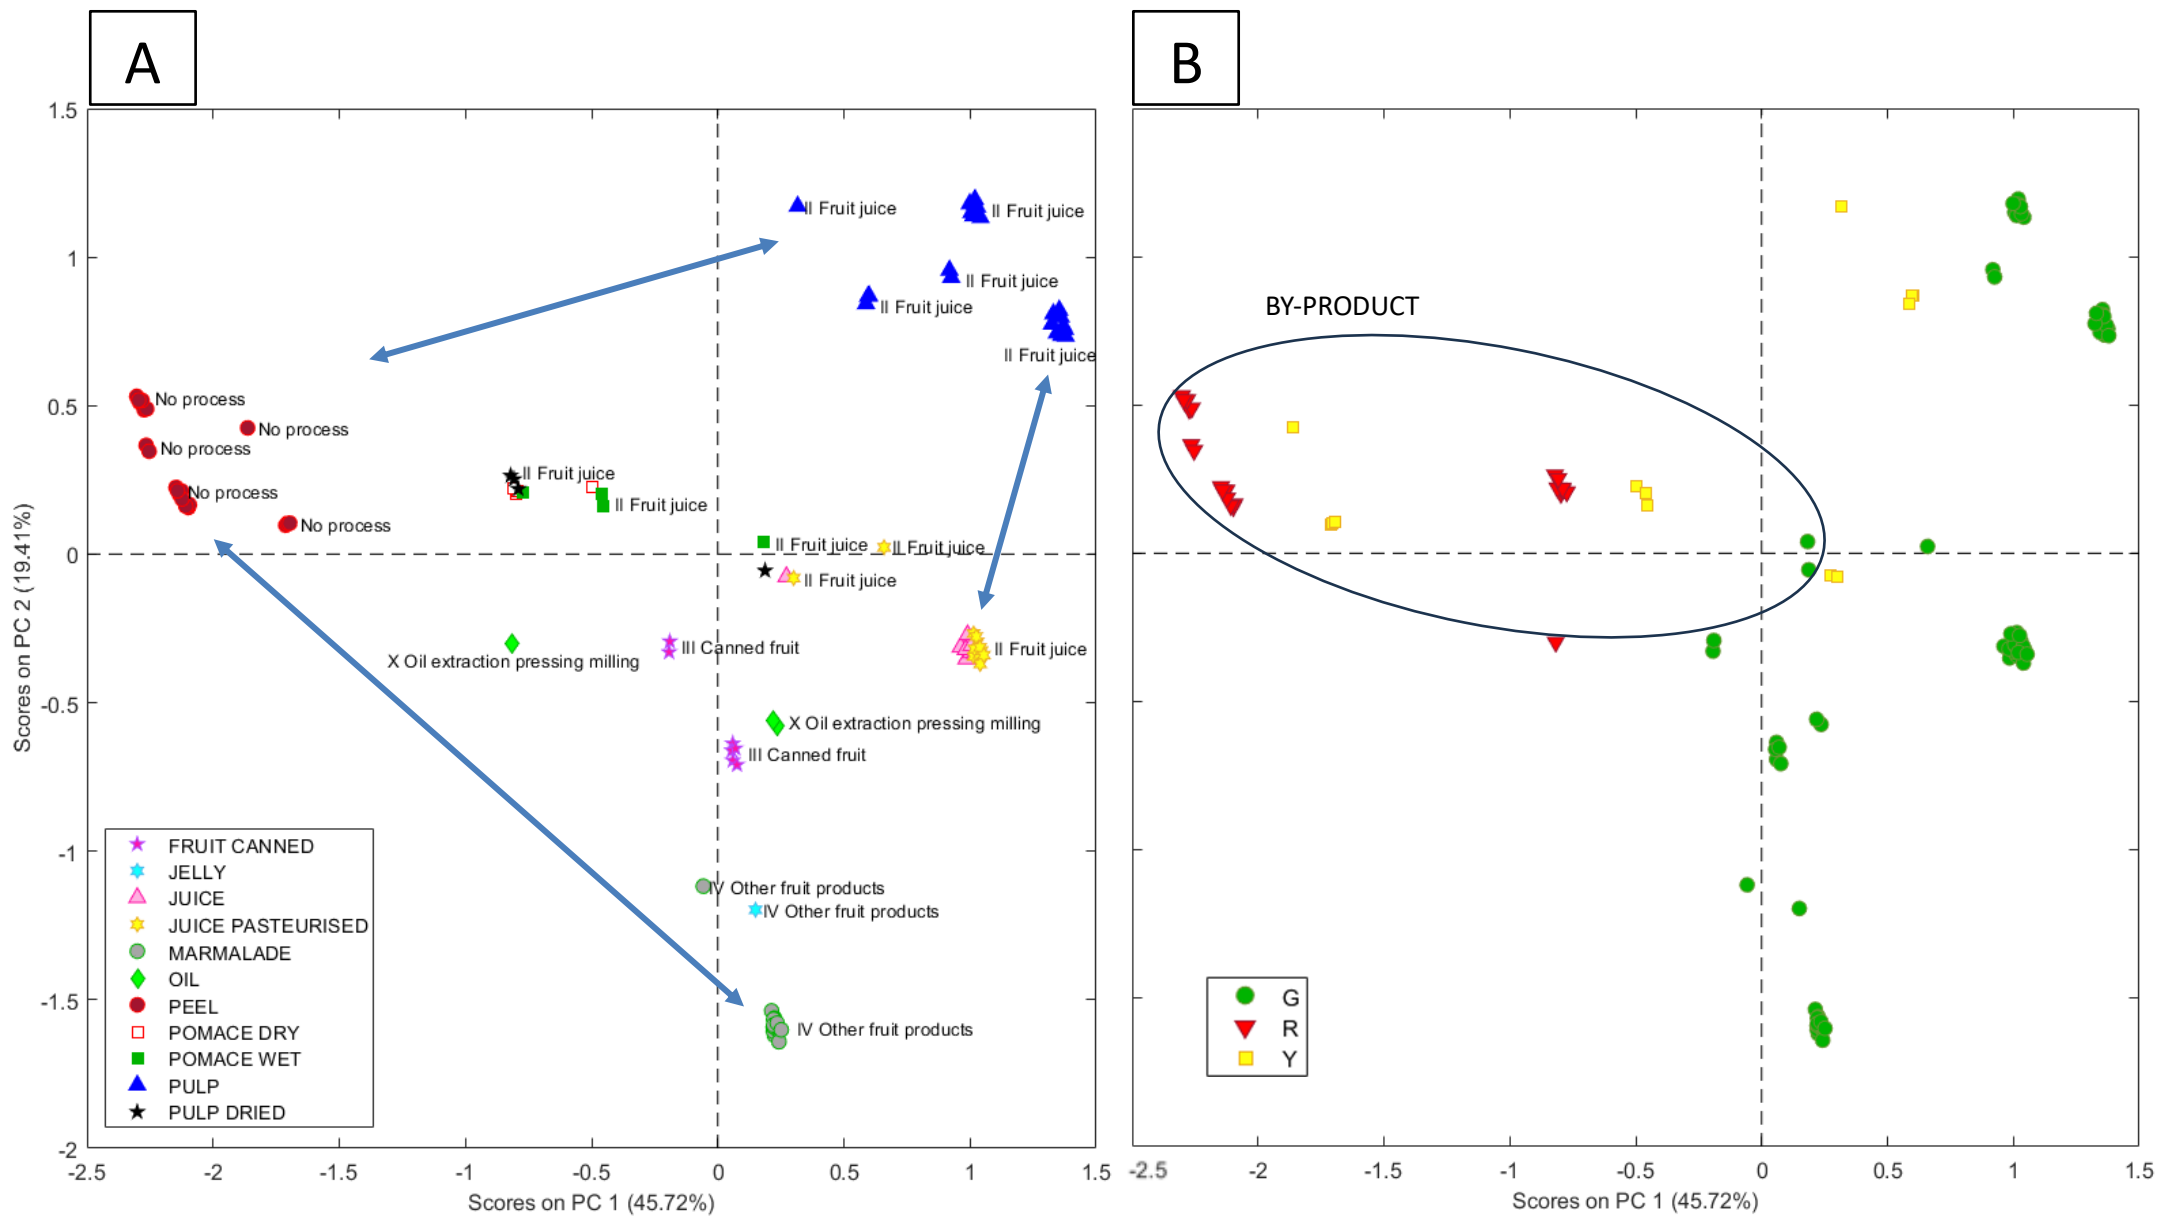 A
B
1.5
1
0.5
0
-0.5
-1
-1.5
-2
Scores on PC 2 (19.41%)
II Fruit juice
II Fruit juice
II Fruit juice
II Fruit juice
II Fruit juice
No process
No process
No process
No process
No process
II Fruit juice
II Fruit juice
II Fruit juice
II Fruit juice
II Fruit juice
X Oil extraction pressing milling
III Canned fruit
II Fruit juice
X Oil extraction pressing milling
III Canned fruit
IV Other fruit products
IV Other fruit products
IV Other fruit products
FRUIT CANNED
JELLY
JUICE
JUICE PASTEURISED
MARMALADE
OIL
PEEL
POMACE DRY
POMACE WET
PULP
PULP DRIED
-2.5 -2 -1.5 -1 -0.5 0 0.5 1 1.5
Scores on PC 1 (45.72%)
BY-PRODUCT
G
R
Y
-2.5 -2 -1.5 -1 -0.5 0 0.5 1 1.5
Scores on PC 1 (45.72%)